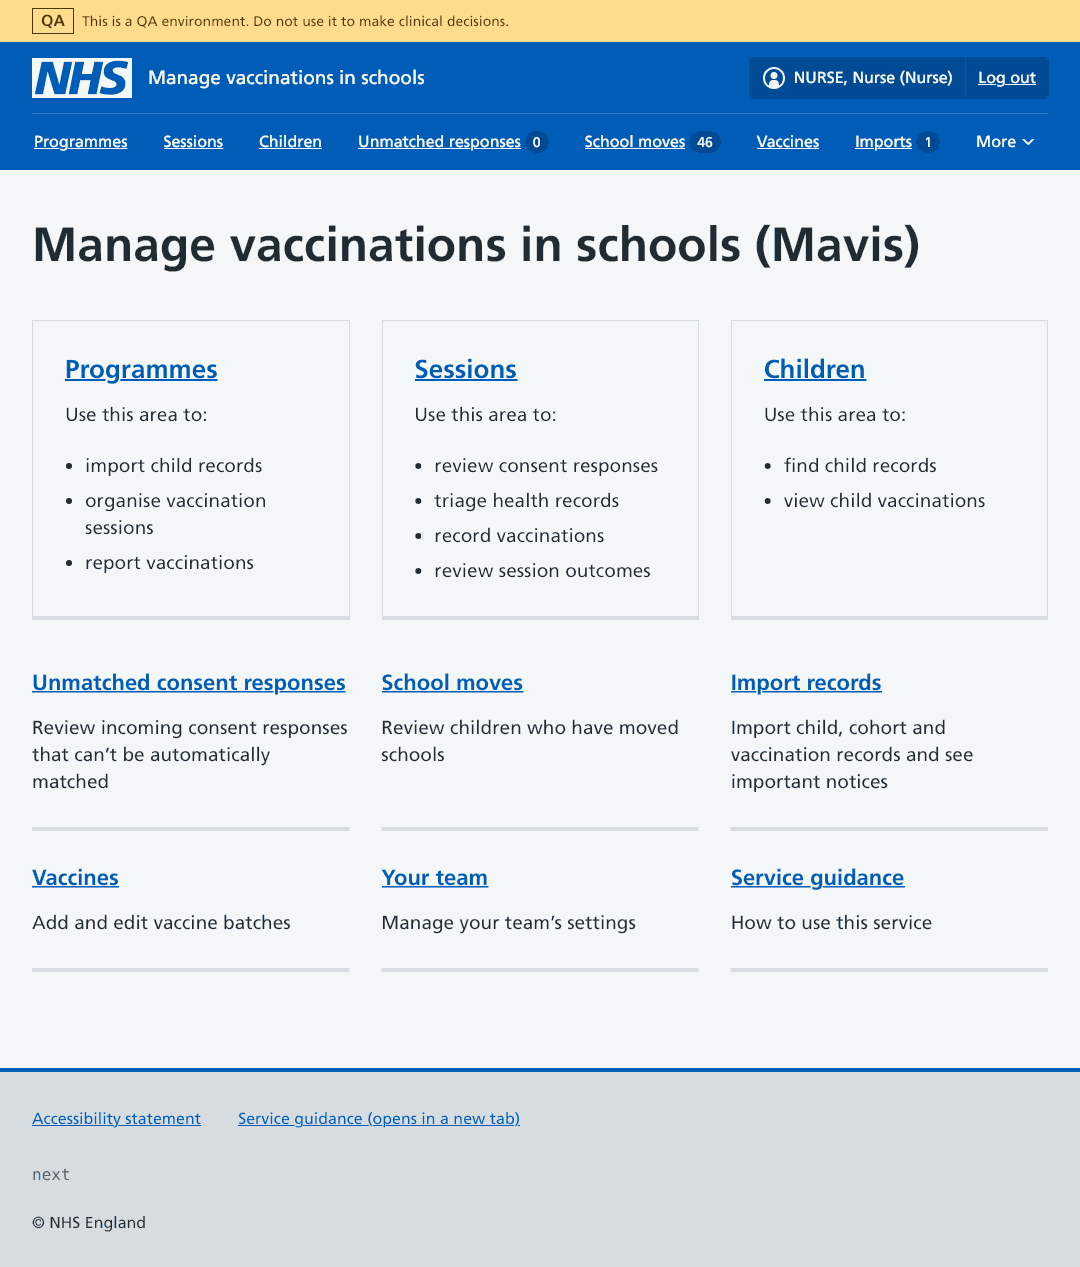 QA This is a QA environment. Do not use it to make clinical decisions.
NHS Manage vaccinations in schools NURSE, Nurse (Nurse) Log out
Programmes Sessions Children Unmatched responses 0 School moves 46 Vaccines Imports 1 More
Manage vaccinations in schools (Mavis)
Programmes
Use this area to:
• import child records
• organise vaccination
sessions
• report vaccinations
Sessions
Use this area to:
• review consent responses
• triage health records
• record vaccinations
• review session outcomes
Children
Use this area to:
• find child records
• view child vaccinations
Unmatched consent responses
Review incoming consent responses
that can’t be automatically
matched
School moves
Review children who have moved
schools
Import records
Import child, cohort and
vaccination records and see
important notices
Vaccines
Add and edit vaccine batches
Your team
Manage your team’s settings
Service guidance
How to use this service
Accessibility statement Service guidance (opens in a new tab)
next
© NHS England